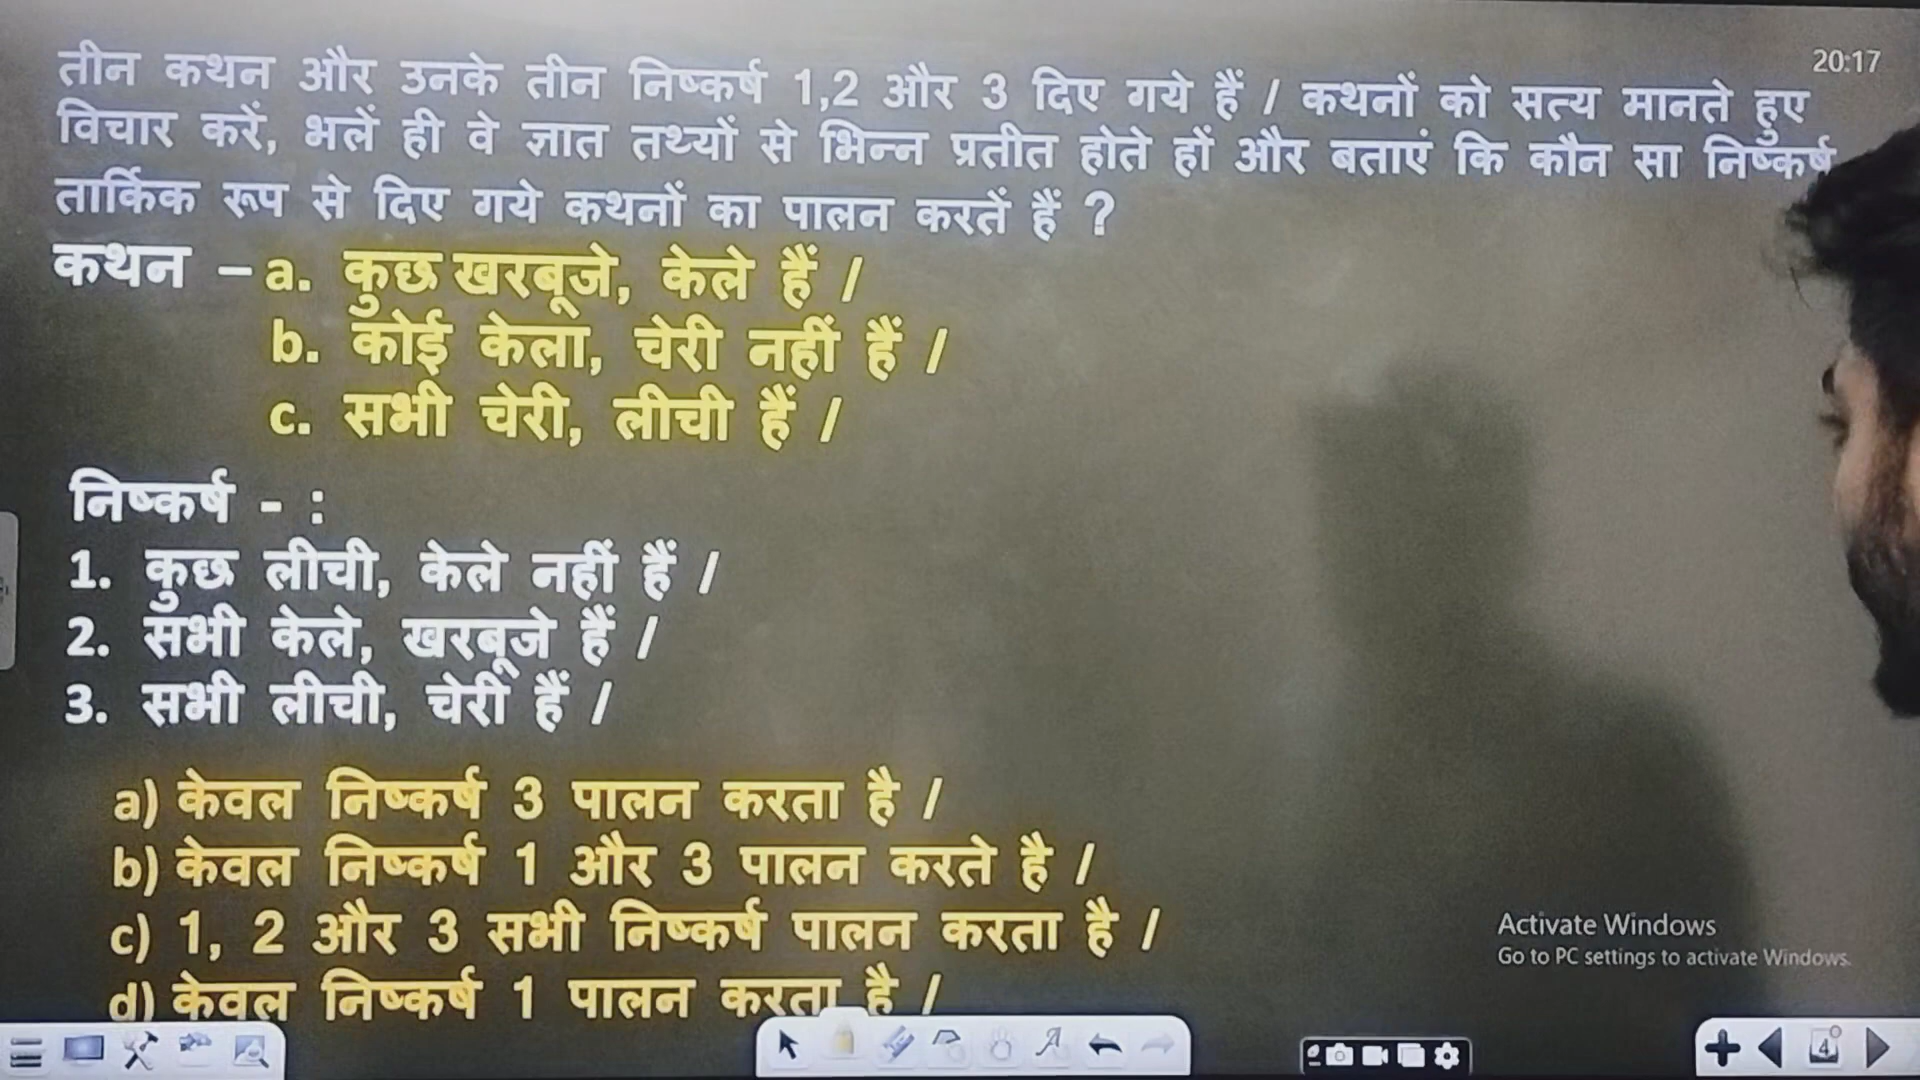 20:17
तीन कथन और उनके तीन निष्कर्ष 1,2 और 3 दिए गये हैं / कथनों को सत्य मानते हुए
विचार करें, भलें ही वे ज्ञात तथ्यों से भिन्न प्रतीत होते हों और बताएं कि कौन सा निष्कर्ष
तार्किक रूप से दिए गये कथनों का पालन करतें हैं ?
कथन – a. कुछ खरबूजे, केले हैं /
b. कोई केला, चेरी नहीं हैं /
c. सभी चेरी, लीची हैं /
निष्कर्ष - :
1. कुछ लीची, केले नहीं हैं /
2. सभी केले, खरबूजे हैं /
3. सभी लीची, चेरी हैं /
a) केवल निष्कर्ष 3 पालन करता है /
b) केवल निष्कर्ष 1 और 3 पालन करते है /
c) 1, 2 और 3 सभी निष्कर्ष पालन करता है /
d) केवल निष्कर्ष 1 पालन करता है /
Activate Windows
Go to PC settings to activate Windows.
4